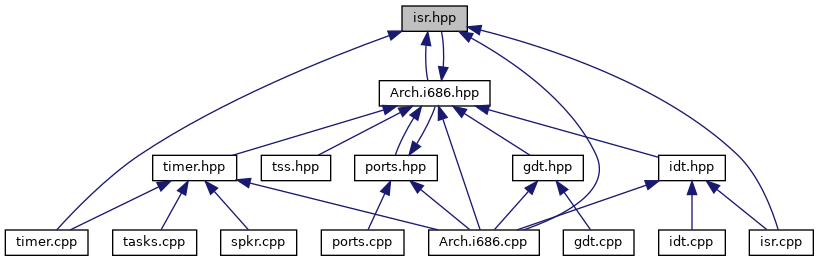 isr.hpp
Arch.i686.hpp
timer.hpp
tss.hpp
ports.hpp
gdt.hpp
idt.hpp
timer.cpp
tasks.cpp
spkr.cpp
ports.cpp
Arch.i686.cpp
gdt.cpp
idt.cpp
isr.cpp